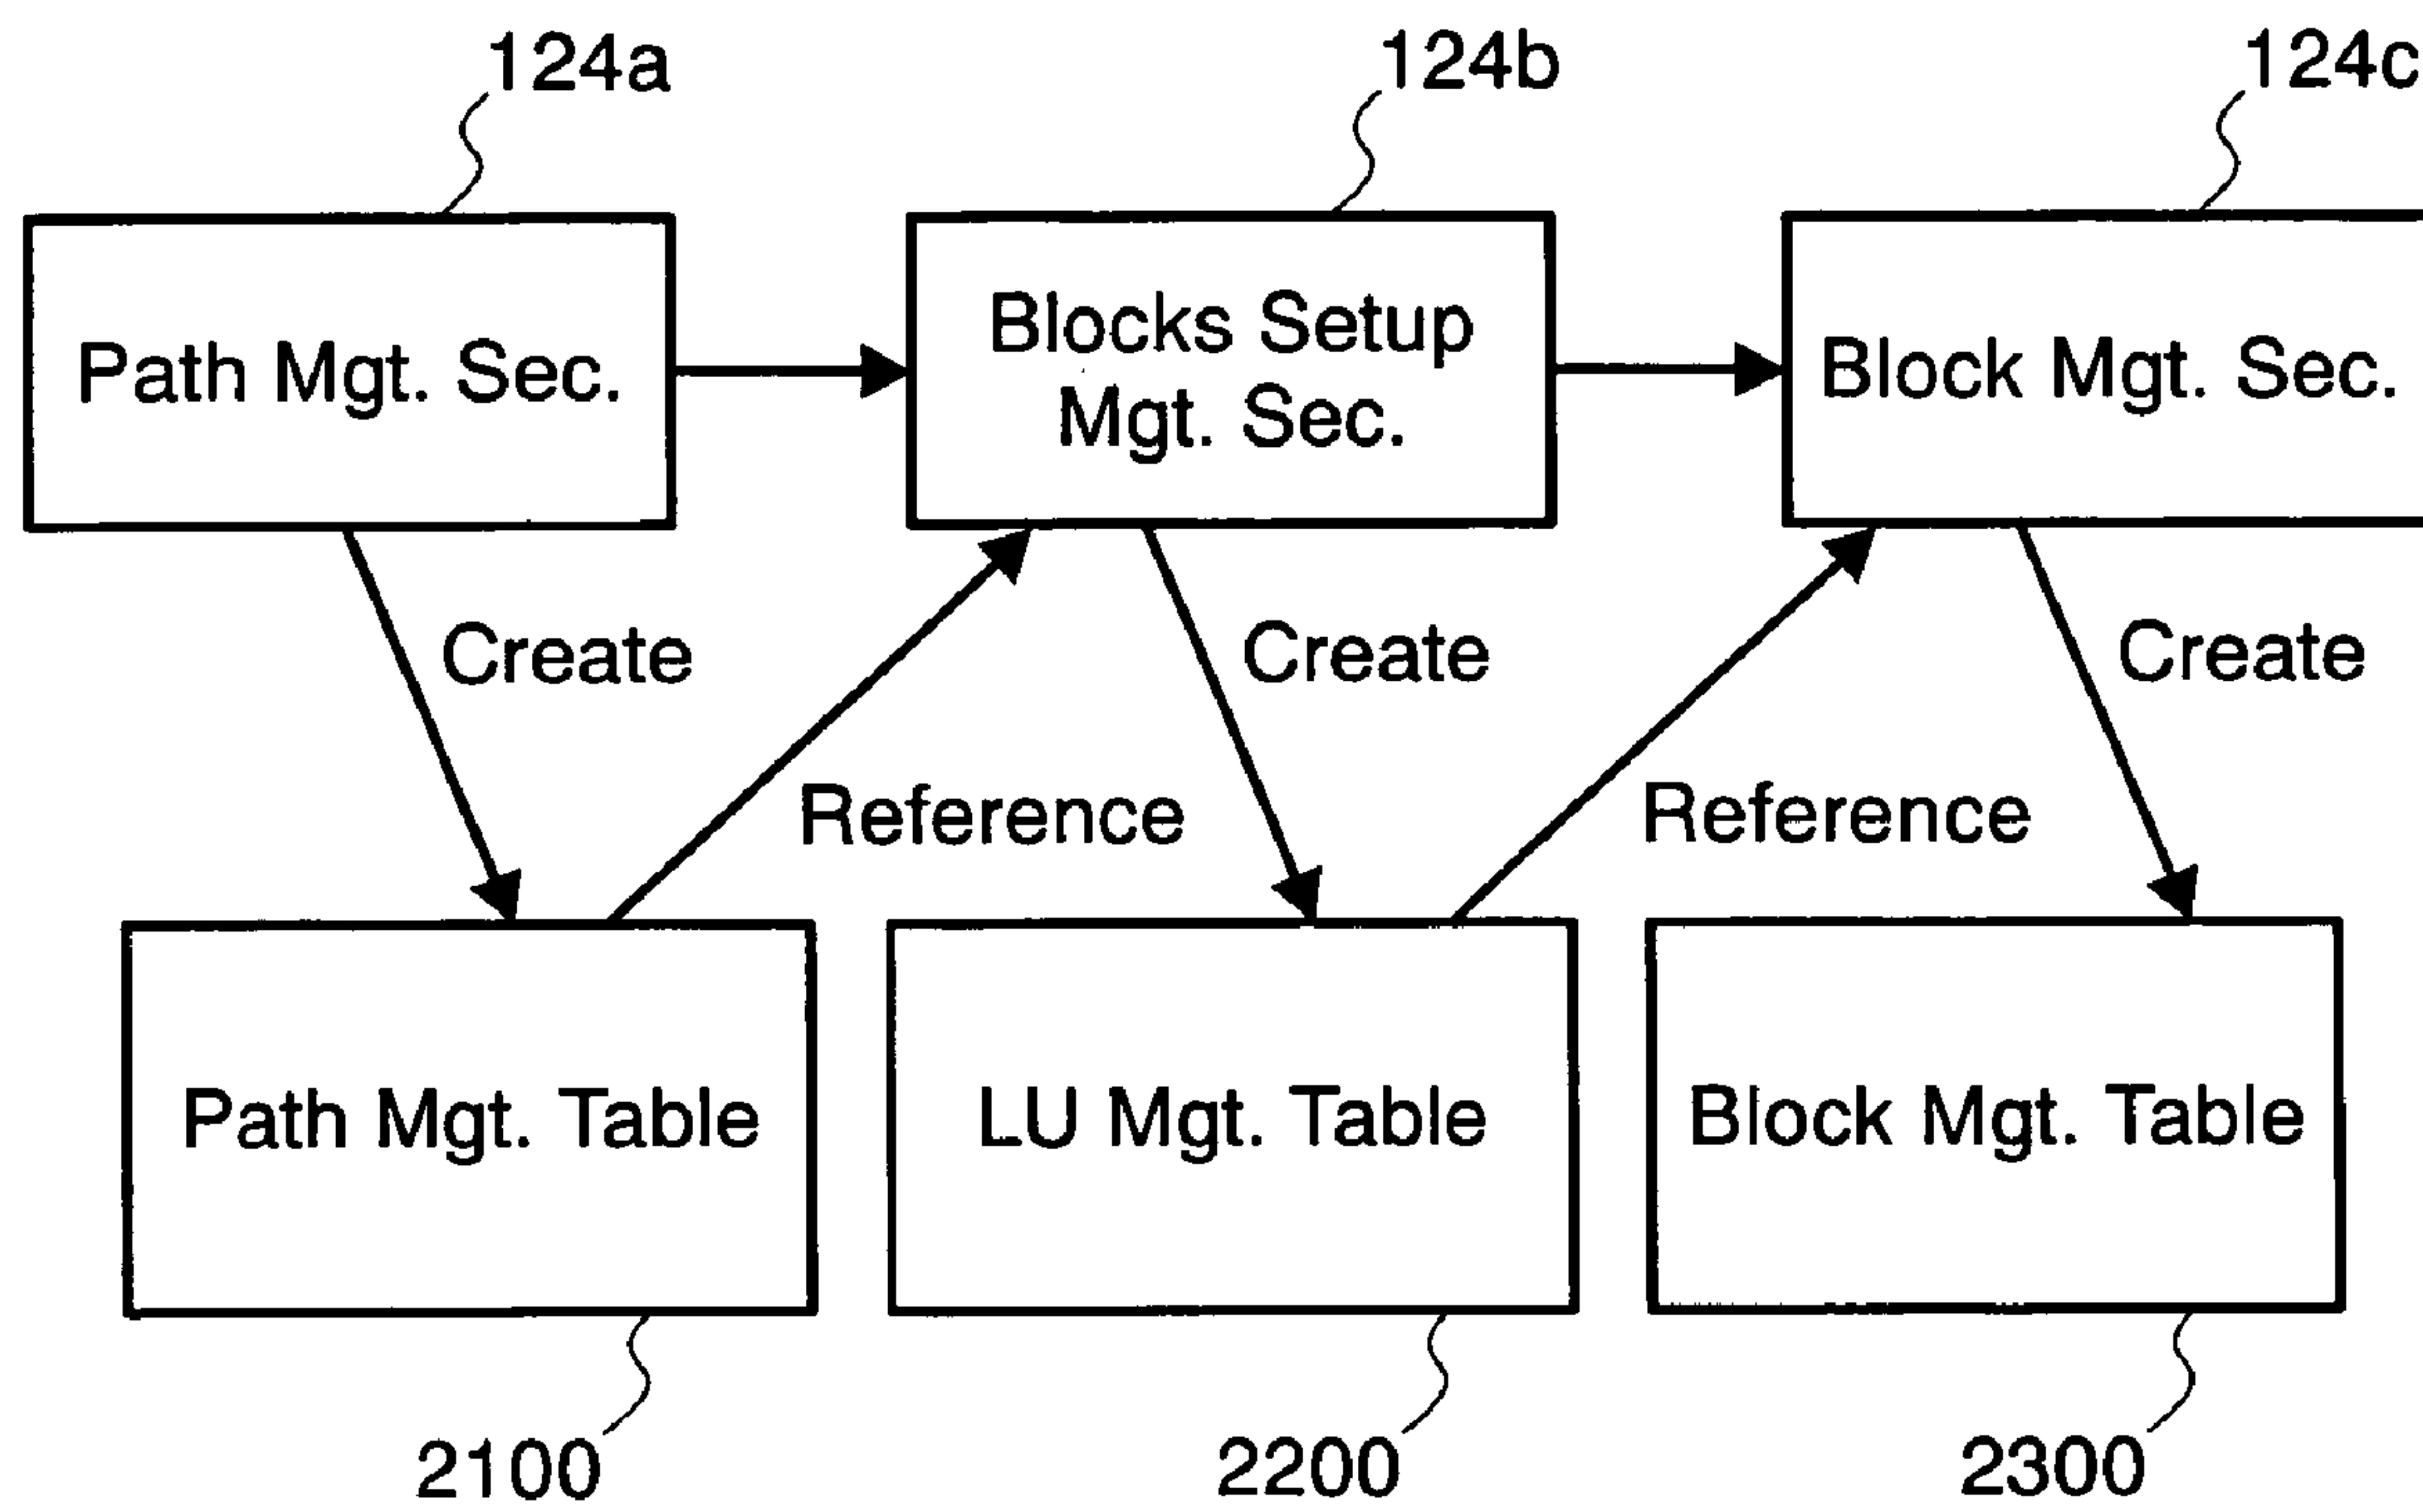 124a
124b
124c
Path Mgt. Sec.
Blocks Setup
Mgt. Sec.
Block Mgt. Sec.
Create
Create
Create
Reference
Reference
Path Mgt. Table
LU Mgt. Table
Block Mgt. Table
2100
2200
2300